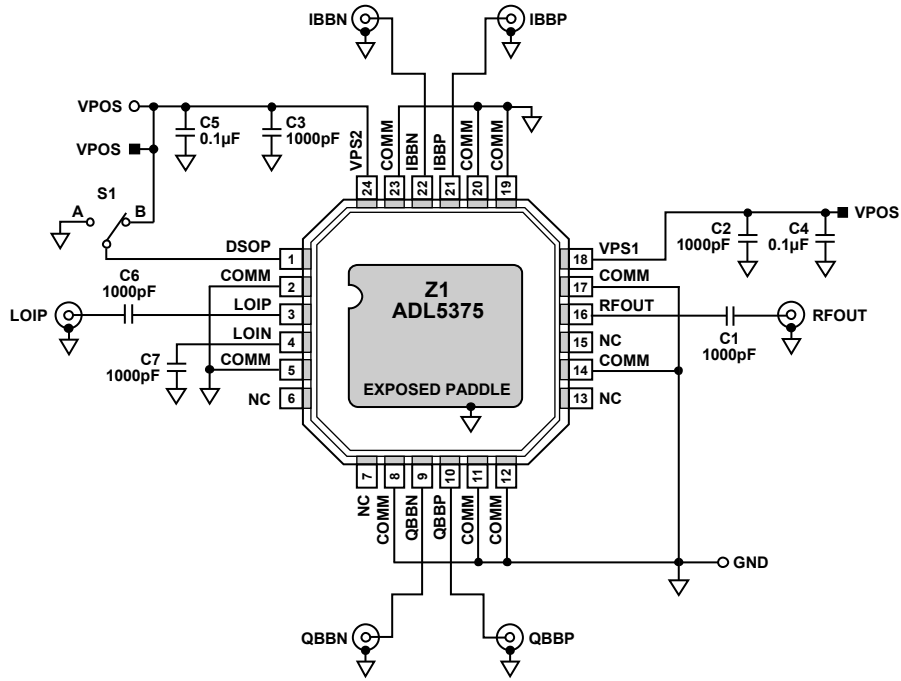 IBBN
IBBP
VPOS
C5
0.1µF
C3
1000pF
VPOS
S1
A
B
VPS2
COMM
IBBN
IBBP
COMM
COMM
24
23
22
21
20
19
DSOP
1
COMM
2
LOIP
3
LOIN
4
COMM
5
NC
6
C6
1000pF
LOIP
C7
1000pF
Z1
ADL5375
EXPOSED PADDLE
18
VPS1
17
COMM
16
RFOUT
15
NC
14
COMM
13
NC
C2
1000pF
C4
0.1µF
VPOS
C1
1000pF
RFOUT
7
8
9
10
11
12
NC
COMM
QBBN
QBBP
COMM
COMM
GND
QBBN
QBBP